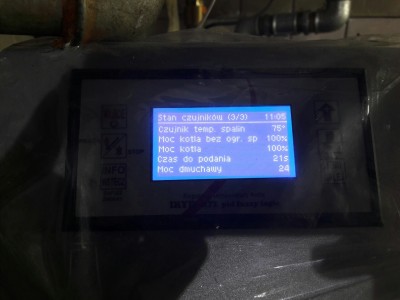 Stan czujników (3/3) 11:05
Czujnik temp. spalin 75°
Moc kotła bez ogr. sp 100%
Moc kotła 100%
Czas do podania 21s
Moc dmuchawy 24
INFO